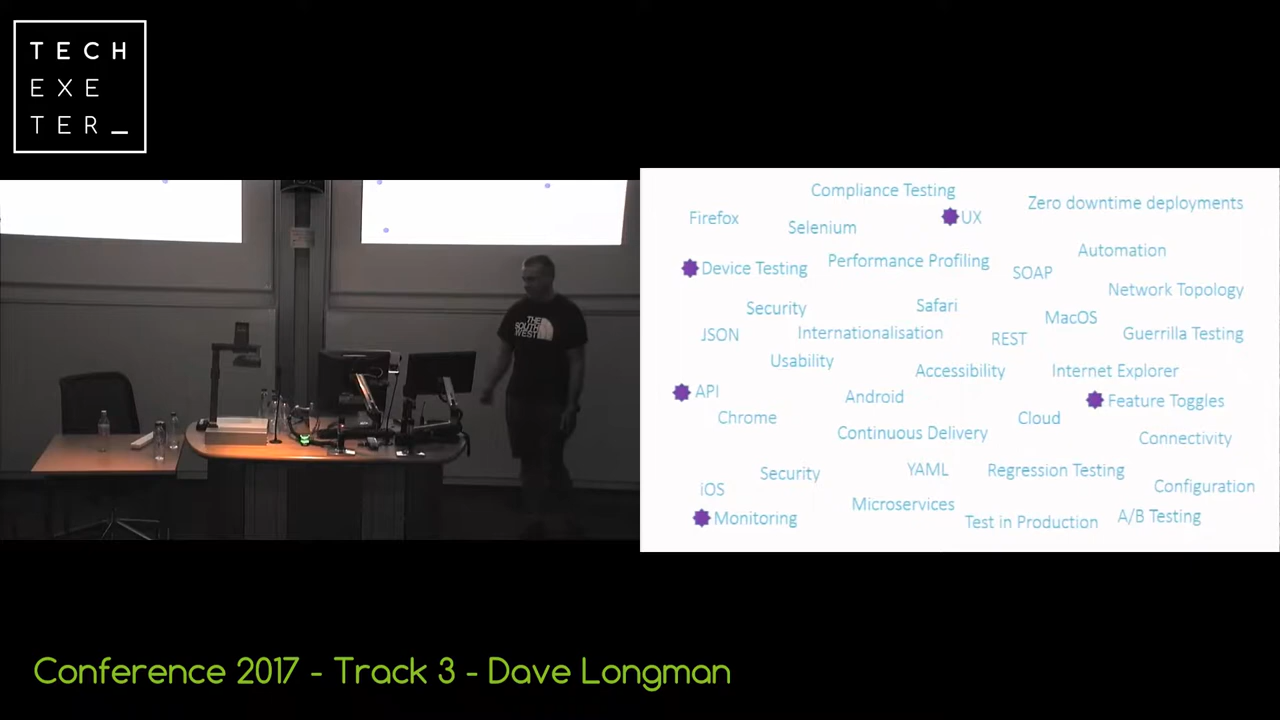 TECH
EXE
TER_
THE
SOUTH
WEST
Compliance Testing
Zero downtime deployments
Firefox
Selenium
UX
Automation
Device Testing
Performance Profiling
SOAP
Network Topology
Security
Safari
MacOS
JSON
Internationalisation
REST
Guerrilla Testing
Usability
Accessibility
Internet Explorer
API
Android
Feature Toggles
Chrome
Continuous Delivery
Cloud
Connectivity
Security
YAML
Regression Testing
iOS
Microservices
Configuration
Monitoring
Test in Production
A/B Testing
Conference 2017 - Track 3 - Dave Longman